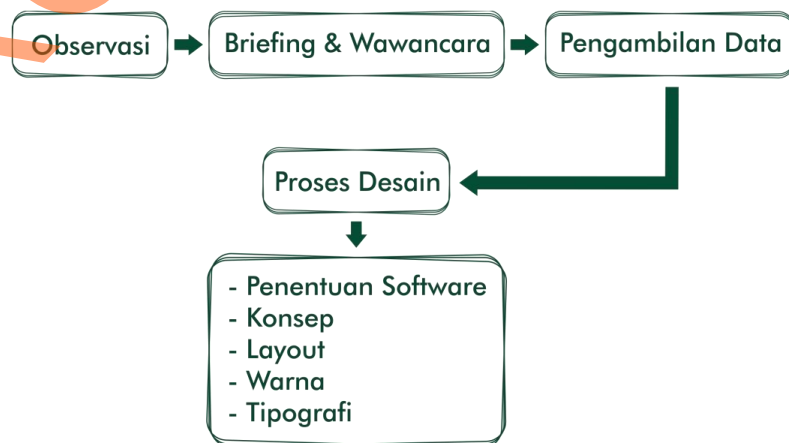 Observasi
Briefing & Wawancara
Pengambilan Data
Proses Desain
- Penentuan Software
- Konsep
- Layout
- Warna
- Tipografi